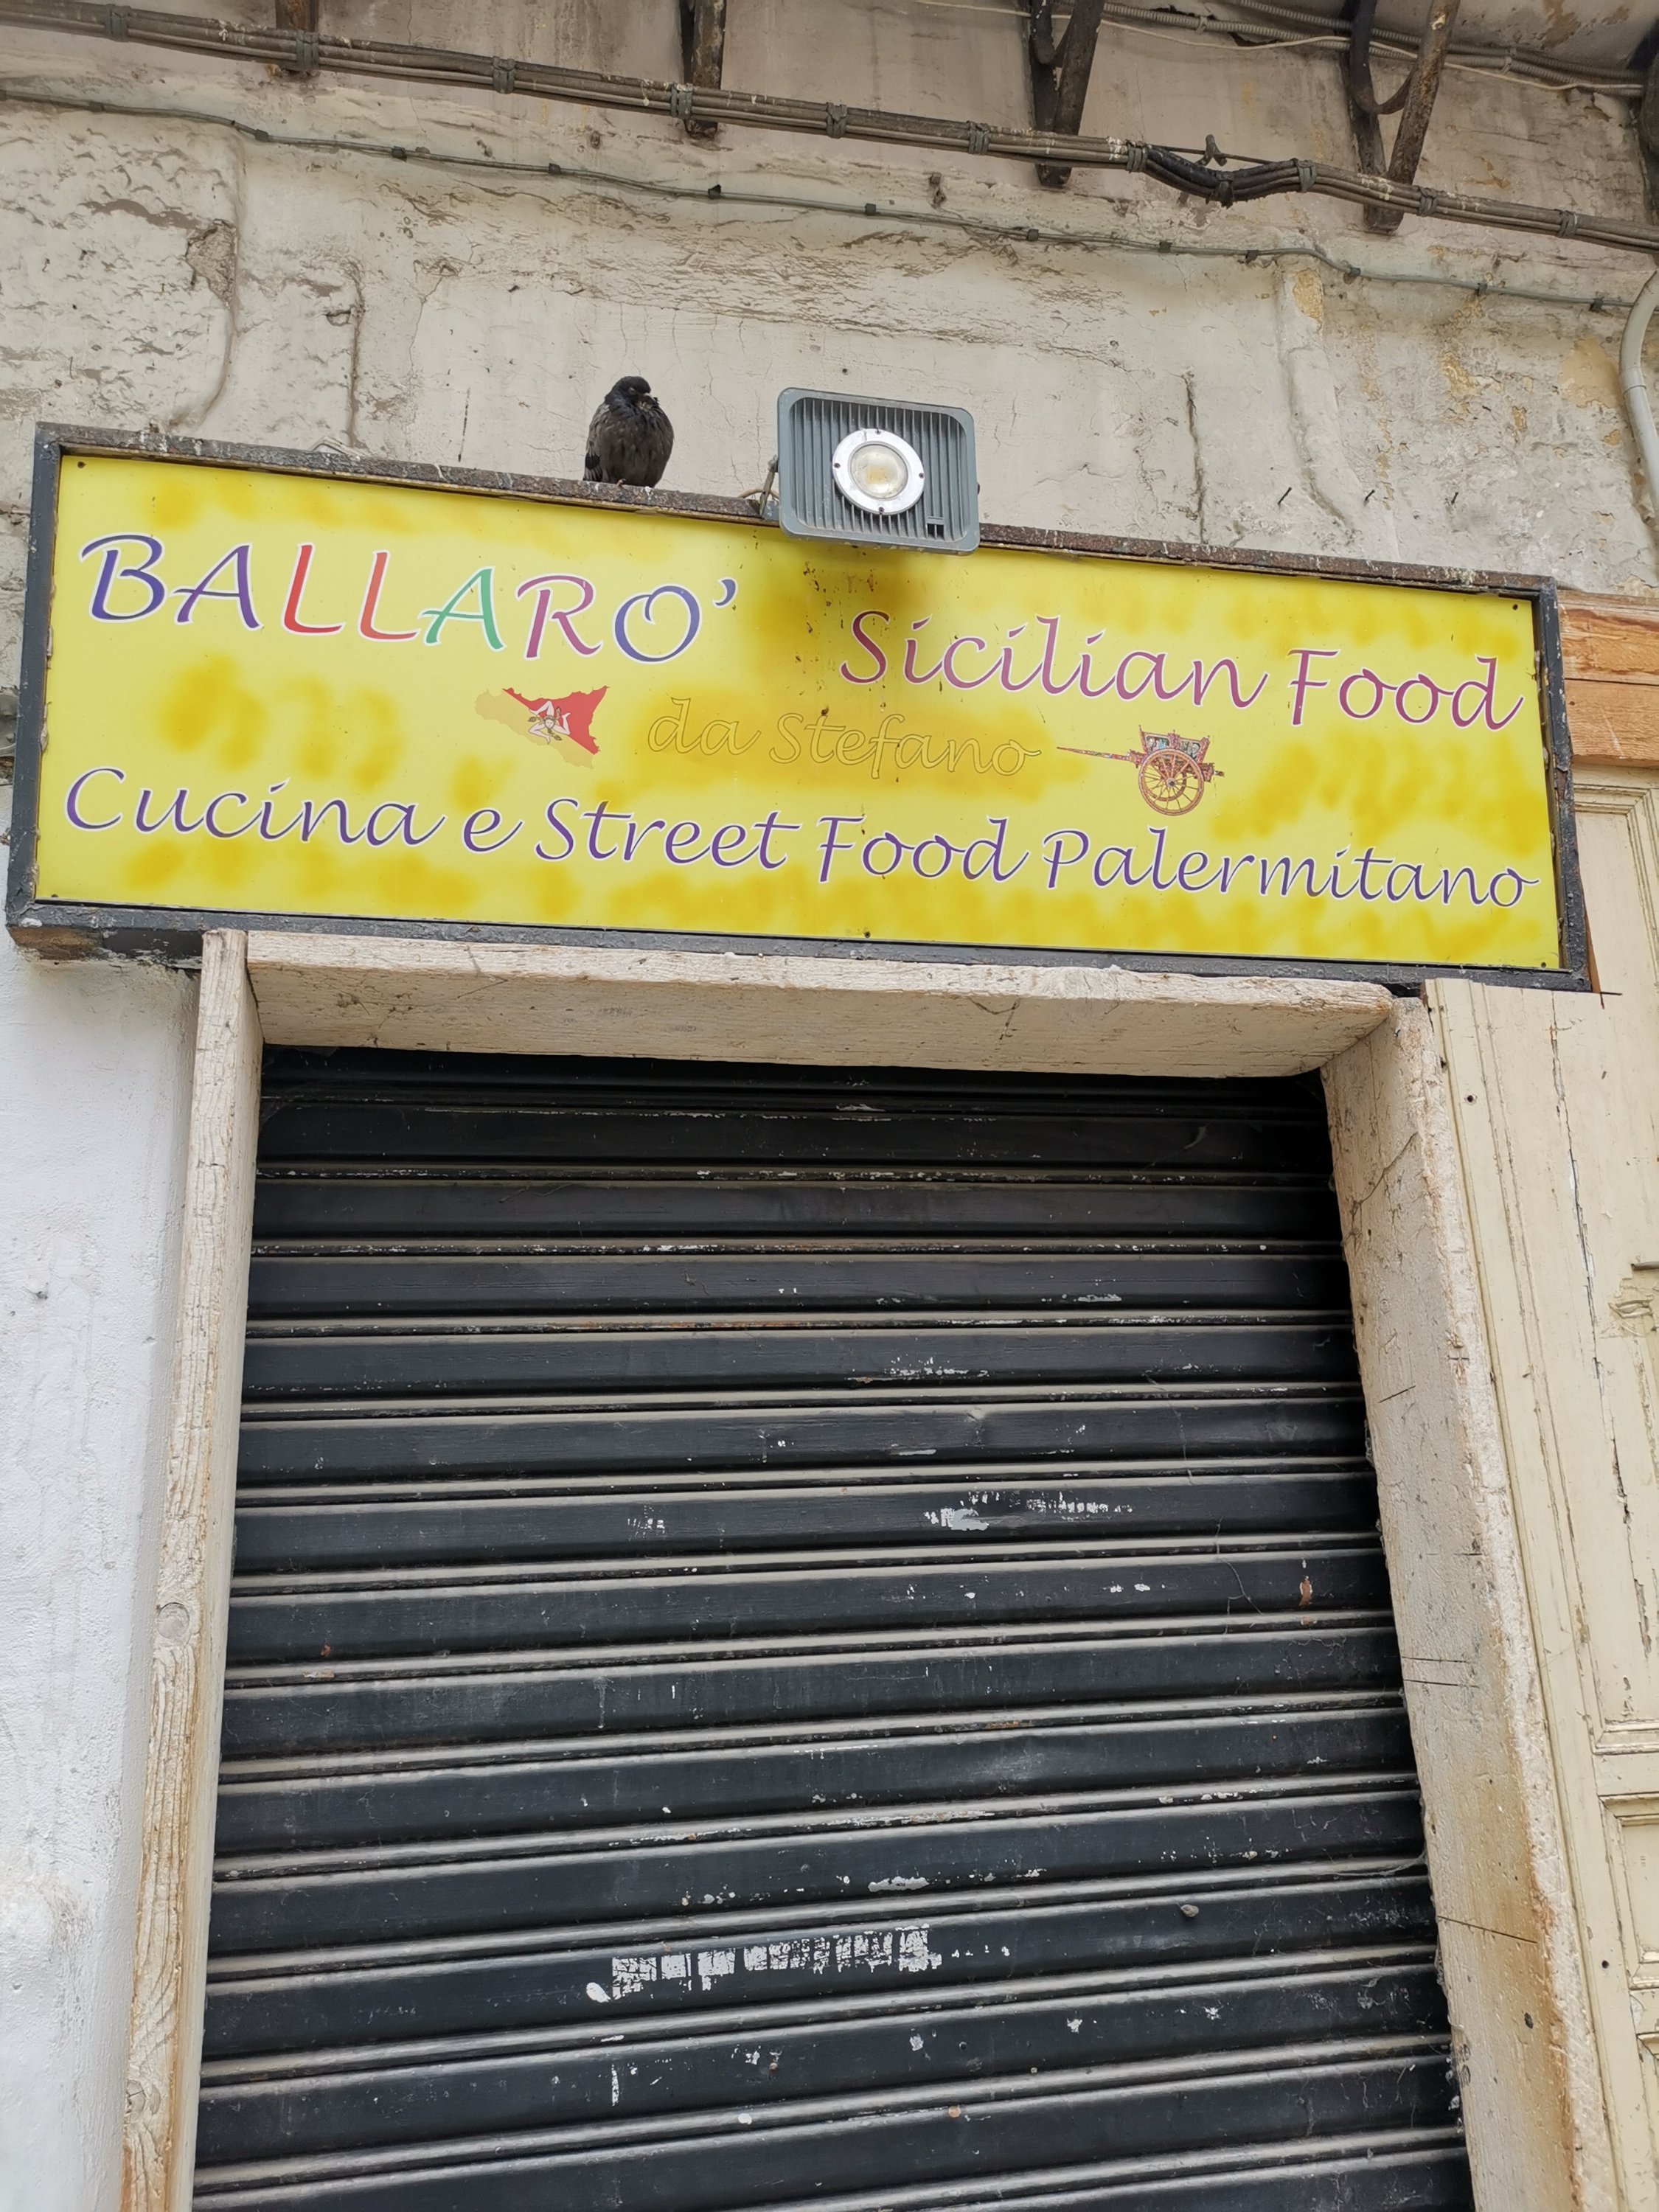 BALLARO' Sicilian Food
da Stefano
Cucina e Street Food Palermitano